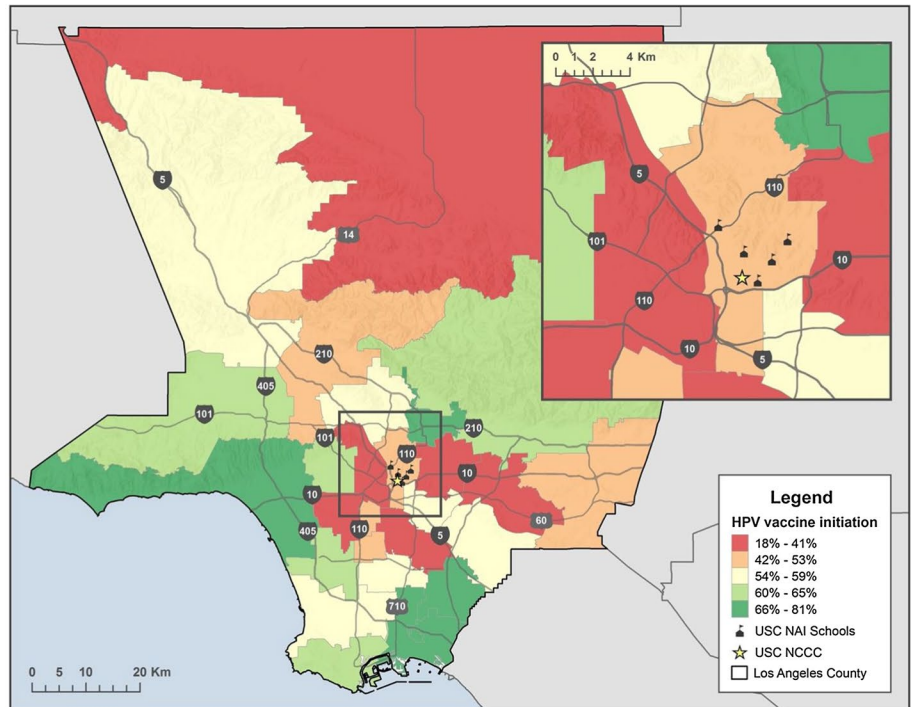 0 1 2 4 Km
5
110
101
10
110
10
5
5
14
210
405
101
210
101
110
10
10
405
110
5
60
710
0 5 10 20 Km
Legend
HPV vaccine initiation
18% - 41%
42% - 53%
54% - 59%
60% - 65%
66% - 81%
USC NAI Schools
USC NCCC
Los Angeles County